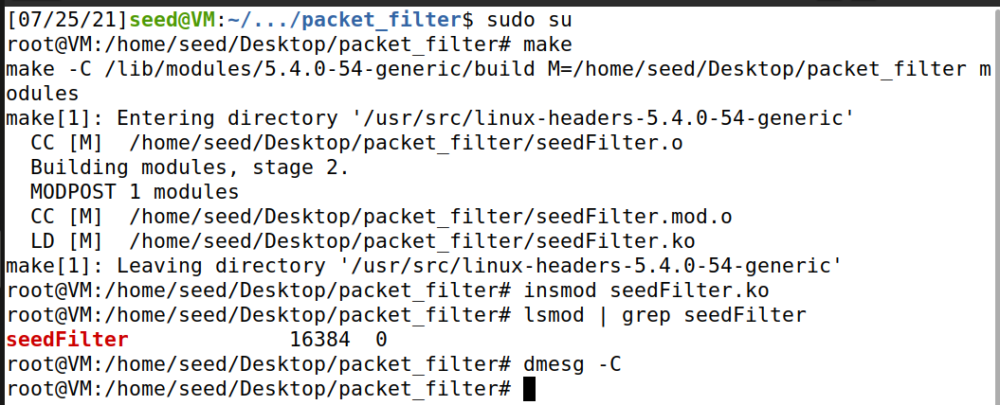 [07/25/21]seed@VM:~/.../packet_filter$ sudo su
root@VM:/home/seed/Desktop/packet_filter# make
make -C /lib/modules/5.4.0-54-generic/build M=/home/seed/Desktop/packet_filter m
odules
make[1]: Entering directory '/usr/src/linux-headers-5.4.0-54-generic'
  CC [M]  /home/seed/Desktop/packet_filter/seedFilter.o
  Building modules, stage 2.
  MODPOST 1 modules
  CC [M]  /home/seed/Desktop/packet_filter/seedFilter.mod.o
  LD [M]  /home/seed/Desktop/packet_filter/seedFilter.ko
make[1]: Leaving directory '/usr/src/linux-headers-5.4.0-54-generic'
root@VM:/home/seed/Desktop/packet_filter# insmod seedFilter.ko
root@VM:/home/seed/Desktop/packet_filter# lsmod | grep seedFilter
seedFilter             16384  0
root@VM:/home/seed/Desktop/packet_filter# dmesg -C
root@VM:/home/seed/Desktop/packet_filter#